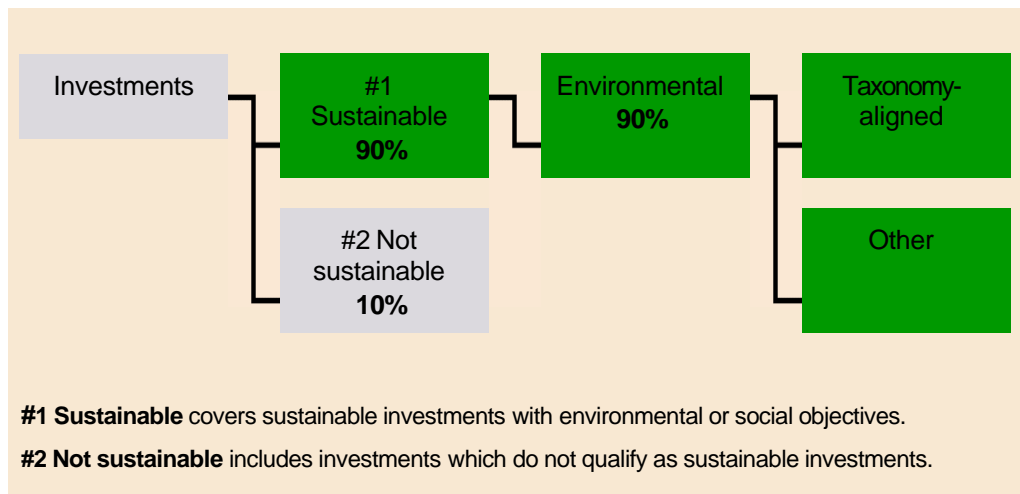 Investments
#1
Sustainable
90%
Environmental
90%
Taxonomy-
aligned
#2 Not
sustainable
10%
Other
#1 Sustainable covers sustainable investments with environmental or social objectives.
#2 Not sustainable includes investments which do not qualify as sustainable investments.